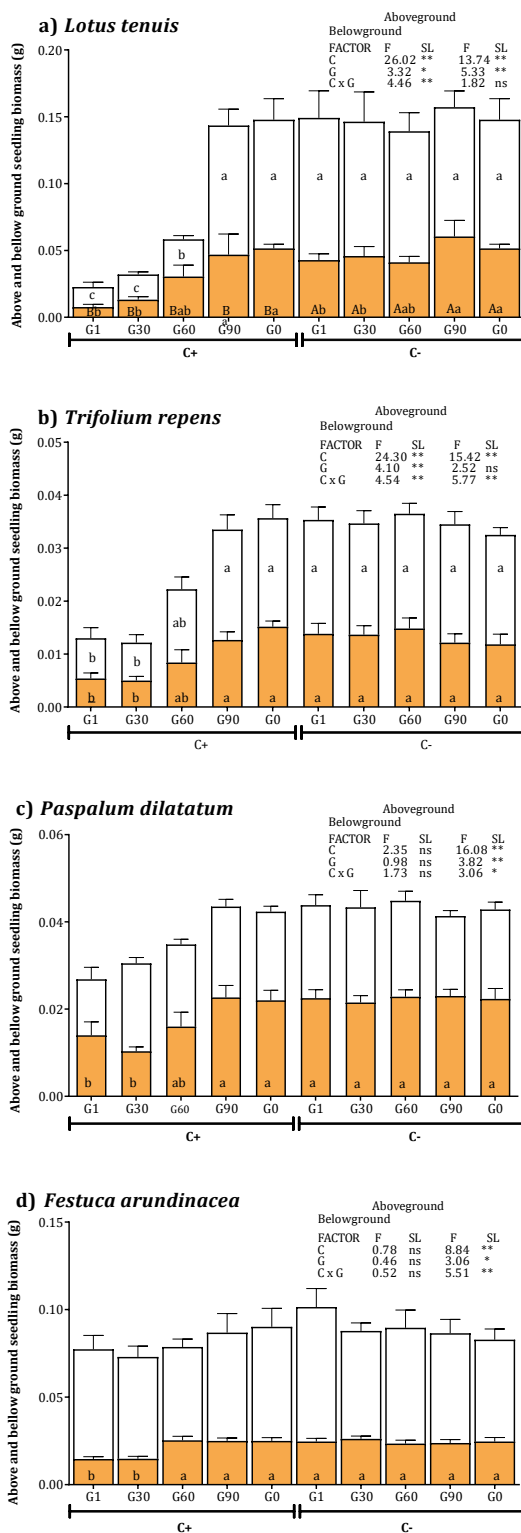 a) Lotus tenuis
Aboveground
Belowground
FACTOR F SL F SL
C 26.02 ** 13.74 **
G 3.32 * 5.33 **
C x G 4.46 ** 1.82 ns
Above and bellow ground seedling biomass (g)
0.20
0.15
0.10
0.05
0.00
c c b a a a a a a a
Bb Bb Bab B Ba Ab Ab Aab Aa Aa
a
G1 G30 G60 G90 G0 G1 G30 G60 G90 G0
C+ C-
b) Trifolium repens
Aboveground
Belowground
FACTOR F SL F SL
C 24.30 ** 15.42 **
G 4.10 ** 2.52 ns
C x G 4.54 ** 5.77 **
Above and bellow ground seedling biomass (g)
0.05
0.04
0.03
0.02
0.01
0.00
b b ab a a a a a a a
b b ab a a a a a a a
G1 G30 G60 G90 G0 G1 G30 G60 G90 G0
C+ C-
c) Paspalum dilatatum
Aboveground
Belowground
FACTOR F SL F SL
C 2.35 ns 16.08 **
G 0.98 ns 3.82 **
C x G 1.73 ns 3.06 *
Above and bellow ground seedling biomass (g)
0.06
0.04
0.02
0.00
b b ab a a a a a a a
G1 G30 G60 G90 G0 G1 G30 G60 G90 G0
C+ C-
d) Festuca arundinacea
Aboveground
Belowground
FACTOR F SL F SL
C 0.78 ns 8.84 **
G 0.46 ns 3.06 *
C x G 0.52 ns 5.51 **
Above and bellow ground seedling biomass (g)
0.15
0.10
0.05
0.00
b b a a a a a a a a
G1 G30 G60 G90 G0 G1 G30 G60 G90 G0
C+ C-